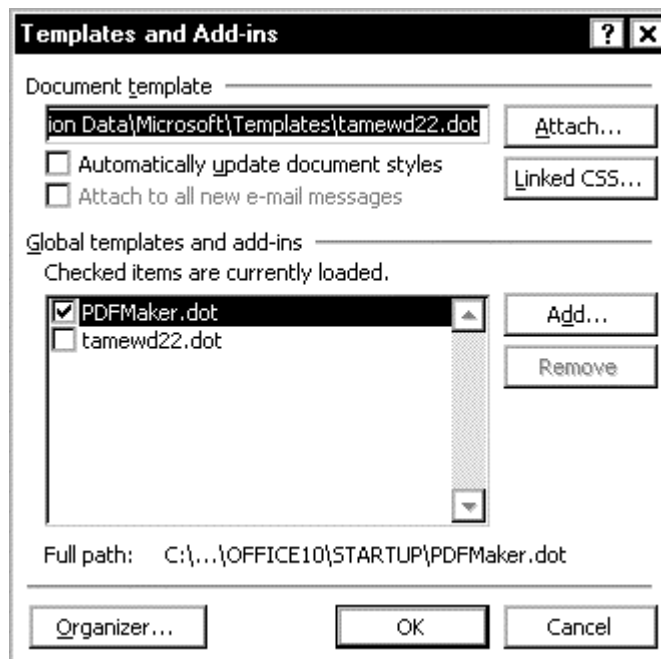 Templates and Add-ins ? X
Document template
ion Data\Microsoft\Templates\tamewd22.dot
Attach...
Automatically update document styles
Attach to all new e-mail messages
Linked CSS...
Global templates and add-ins
Checked items are currently loaded.
PDFMaker.dot
tamewd22.dot
Add...
Remove
Full path: C:\...\OFFICE10\STARTUP\PDFMaker.dot
Organizer... OK Cancel